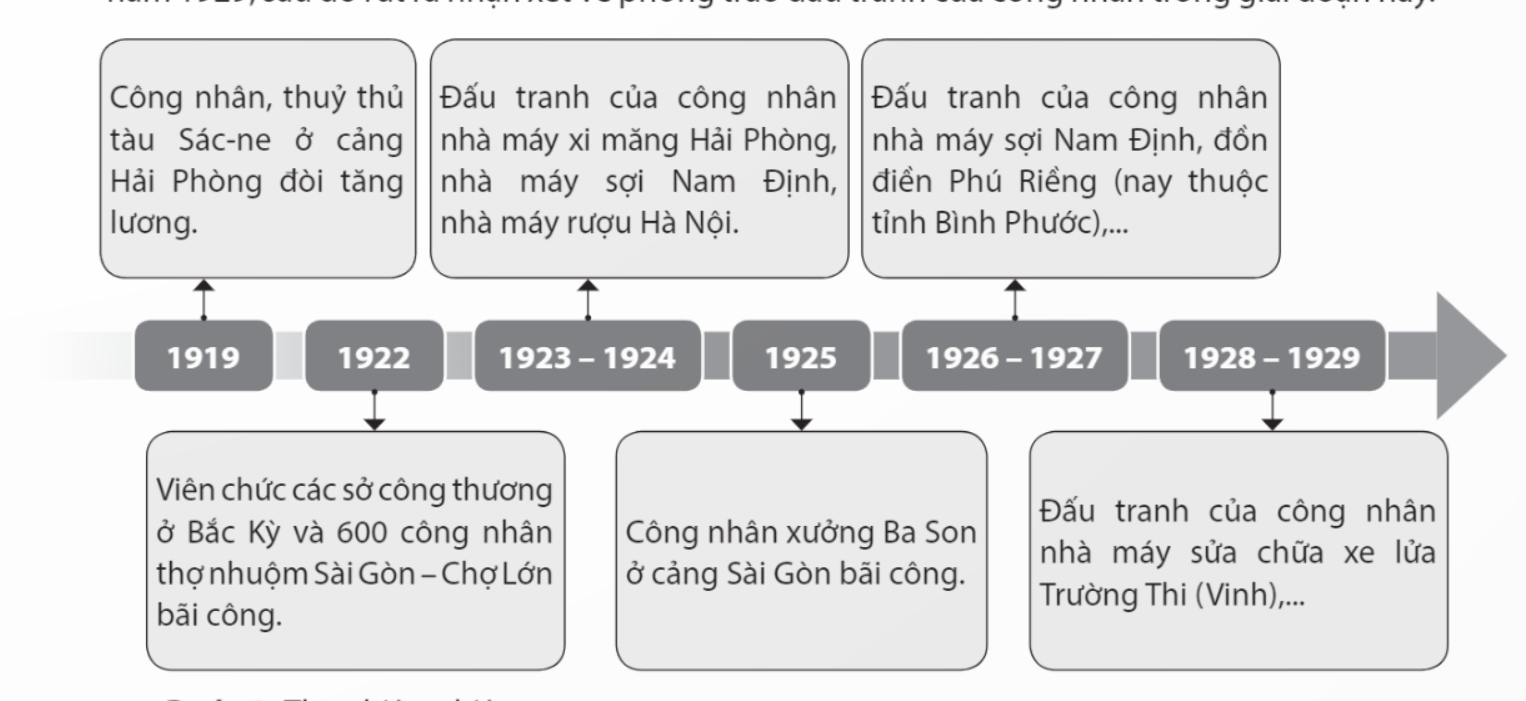 Công nhân, thuỷ thủ
tàu Sác-ne ở cảng
Hải Phòng đòi tăng
lương.
Đấu tranh của công nhân
nhà máy xi măng Hải Phòng,
nhà máy sợi Nam Định,
nhà máy rượu Hà Nội.
Đấu tranh của công nhân
nhà máy sợi Nam Định, đồn
điền Phú Riềng (nay thuộc
tỉnh Bình Phước),...
1919
1922
1923 – 1924
1925
1926 – 1927
1928 – 1929
Viên chức các sở công thương
ở Bắc Kỳ và 600 công nhân
thợ nhuộm Sài Gòn – Chợ Lớn
bãi công.
Công nhân xưởng Ba Son
ở cảng Sài Gòn bãi công.
Đấu tranh của công nhân
nhà máy sửa chữa xe lửa
Trường Thi (Vinh),...